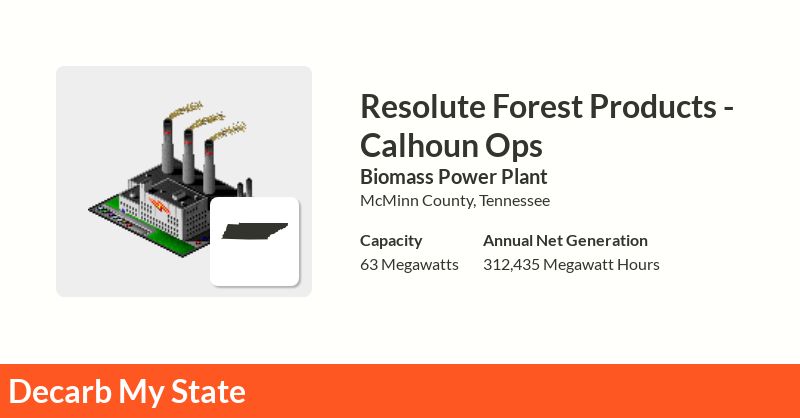 Resolute Forest Products -
Calhoun Ops
Biomass Power Plant
McMinn County, Tennessee
Capacity
63 Megawatts
Annual Net Generation
312,435 Megawatt Hours
Decarb My State